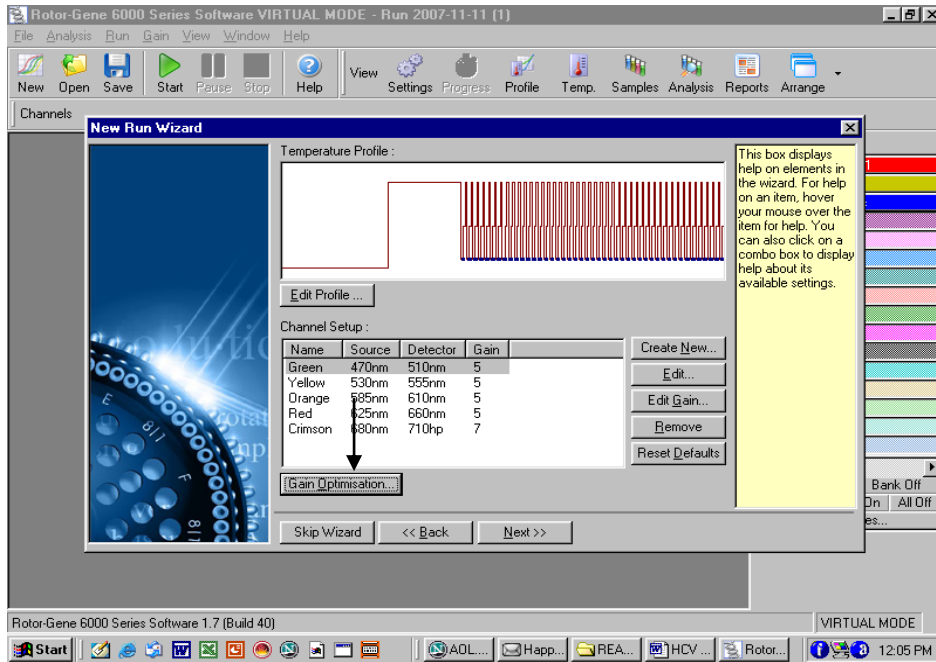 Rotor-Gene 6000 Series Software VIRTUAL MODE - Run 2007-11-11 (1)
File Analysis Run Gain View Window Help
New Open Save Start Pause Stop Help View Settings Progress Profile Temp. Samples Analysis Reports Arrange
Channels
New Run Wizard
Temperature Profile :
This box displays
help on elements in
the wizard. For help
on an item, hover
your mouse over the
item for help. You
can also click on a
combo box to display
help about its
available settings.
Edit Profile ...
Channel Setup :
Name Source Detector Gain
Green 470nm 510nm 5
Yellow 530nm 555nm 5
Orange 585nm 610nm 5
Red 625nm 660nm 5
Crimson 680nm 710hp 7
Create New...
Edit...
Edit Gain...
Remove
Reset Defaults
Gain Optimisation...
Skip Wizard << Back Next >>
Bank Off
On All Off
es...
Rotor-Gene 6000 Series Software 1.7 (Build 40) VIRTUAL MODE
Start AOL.... Happ... REA... HCV ... Rotor... 12:05 PM